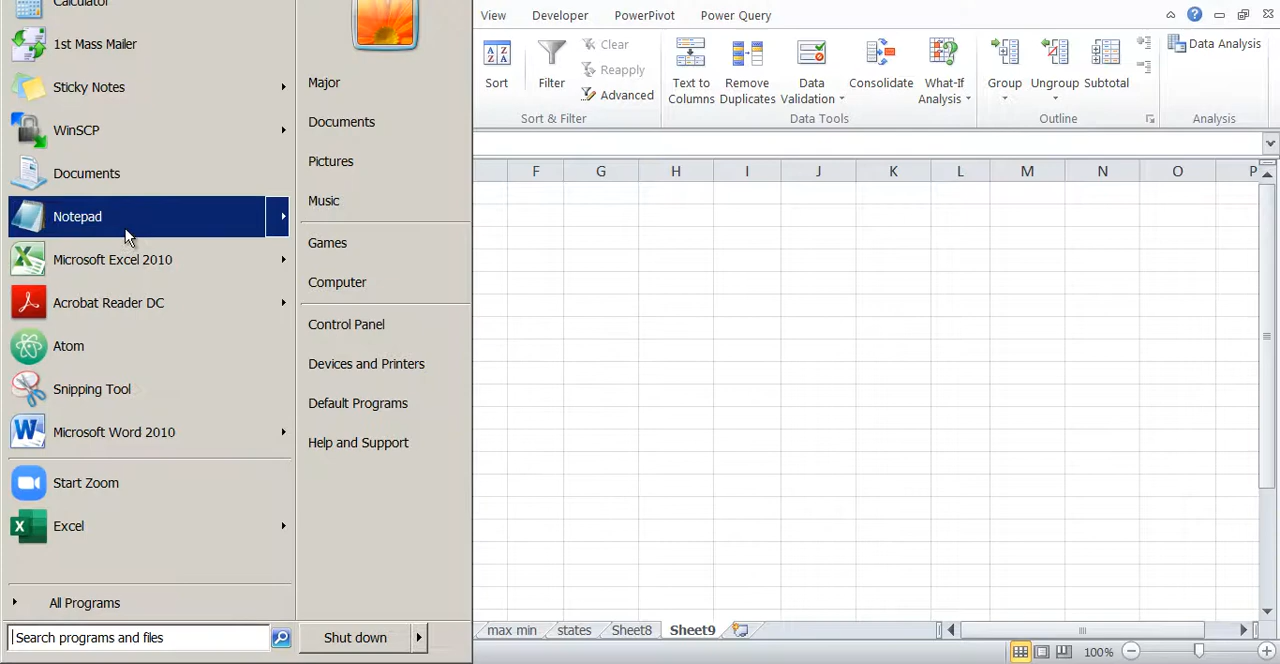 Calculator
1st Mass Mailer
Sticky Notes
WinSCP
Documents
Notepad
Microsoft Excel 2010
Acrobat Reader DC
Atom
Snipping Tool
Microsoft Word 2010
Start Zoom
Excel
All Programs
Search programs and files
Major
Documents
Pictures
Music
Games
Computer
Control Panel
Devices and Printers
Default Programs
Help and Support
Shut down
View Developer PowerPivot Power Query
Sort
Filter
Clear
Reapply
Advanced
Sort & Filter
Text to
Columns
Remove
Duplicates
Data
Validation
Consolidate
What-If
Analysis
Data Tools
Group
Ungroup
Subtotal
Outline
Data Analysis
Analysis
F G H I J K L M N O P
max min states Sheet8 Sheet9
100%